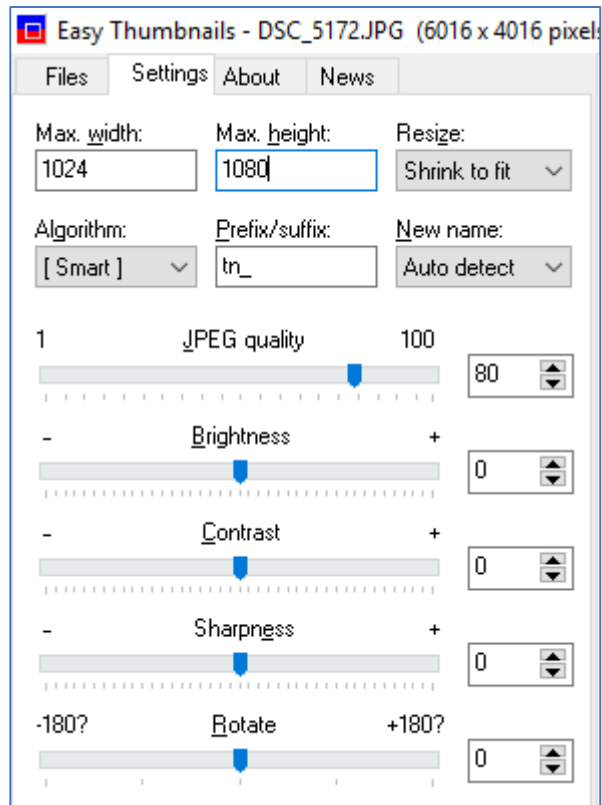 Easy Thumbnails - DSC_5172.JPG (6016 x 4016 pixels
Files Settings About News
Max. width: Max. height: Resize:
1024 1080 Shrink to fit
Algorithm: Prefix/suffix: New name:
[ Smart ] tn_ Auto detect
1 JPEG quality 100
80
- Brightness +
0
- Contrast +
0
- Sharpness +
0
-180? Rotate +180?
0